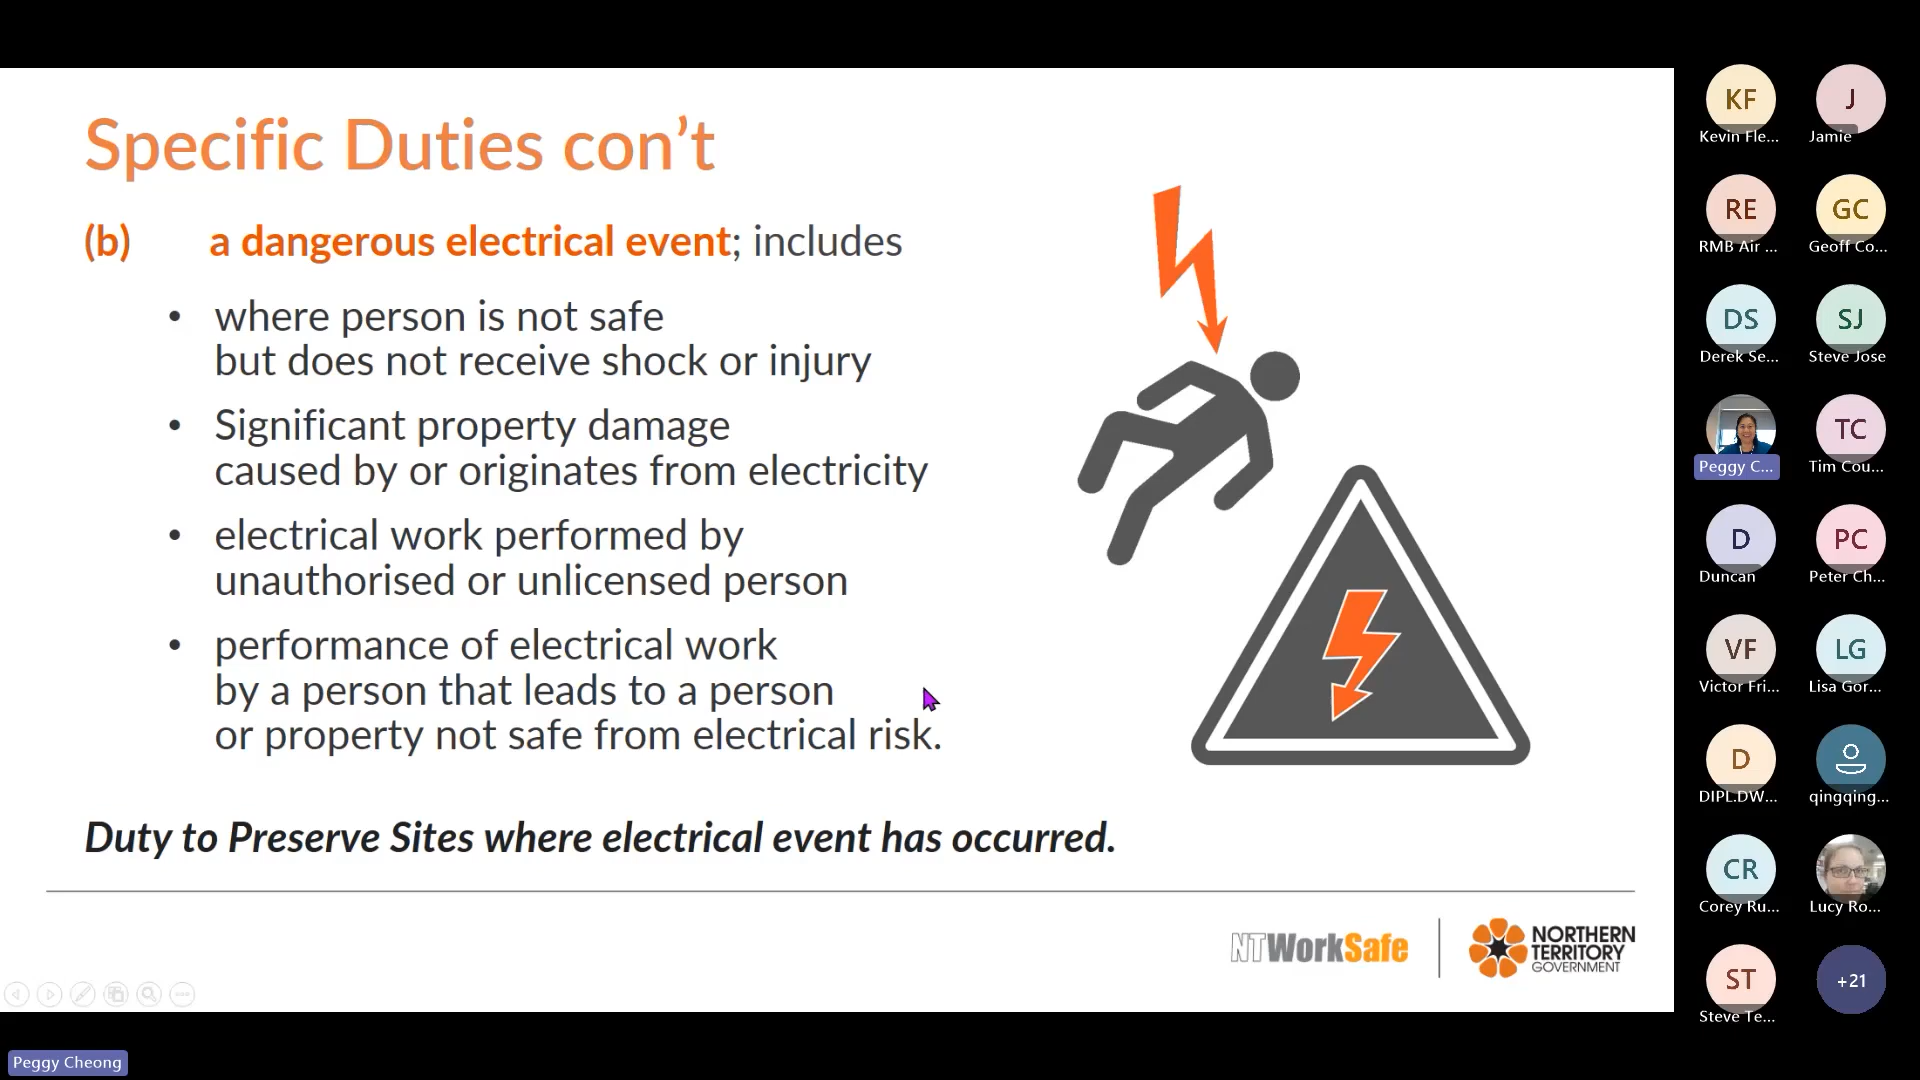 Specific Duties con’t
(b) a dangerous electrical event; includes
• where person is not safe
but does not receive shock or injury
• Significant property damage
caused by or originates from electricity
• electrical work performed by
unauthorised or unlicensed person
• performance of electrical work
by a person that leads to a person
or property not safe from electrical risk.
Duty to Preserve Sites where electrical event has occurred.
NTWorkSafe
NORTHERN
TERRITORY
GOVERNMENT
Peggy Cheong
KF
Kevin Fle...
J
Jamie
RE
RMB Air ...
GC
Geoff Co...
DS
Derek Se...
SJ
Steve Jose
Peggy C...
TC
Tim Cou...
D
Duncan
PC
Peter Ch...
VF
Victor Fri...
LG
Lisa Gor...
D
DIPL.DW...
qingqing...
CR
Corey Ru...
Lucy Ro...
ST
Steve Te...
+21